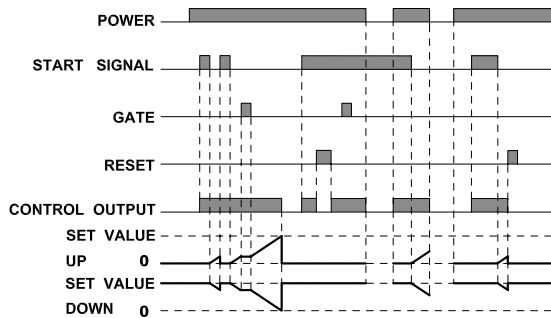 POWER
START SIGNAL
GATE
RESET
CONTROL OUTPUT
SET VALUE
UP 0
SET VALUE
DOWN 0